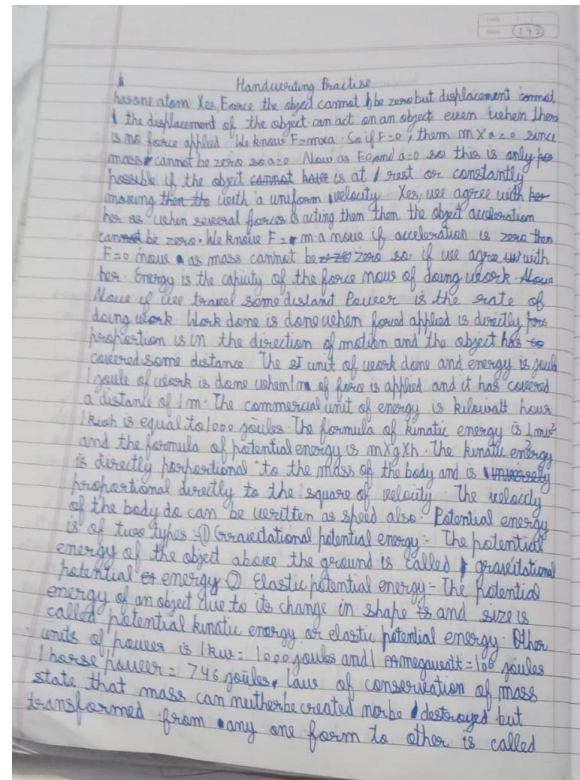 193
Handwriting Practise
has one atom Yes, Force the object cannot be zero but displacement cannot
the displacement of the object can act on an object even when there
is no force applied. We know F=mxa. So if F=0, them m x a = 0 since
mass cannot be zero so a=0 Now as F=0 and a=0 so this is only
possible if the object cannot have is at rest or constantly
moving then the with a uniform velocity. Yes, we agree with her
her as when several forces acting them then the object acceleration
cannot be zero. We know F = m a now if acceleration is zero then
F=0 now as mass cannot be zero so if we agree with
her. Energy is the capicity of the force mous of doing work. Now
Now if we travel some distant Power is the rate of
doing work Work done is done when forced applied is directly pro
proportion is in the direction of motion and the object has so
covered some distance. The SI unit of work done and energy is joule
1 joule of work is done when 1 n of force is applied and it has covered
a distance of 1m. The commercial unit of energy is kilowatt hour
1kwh is equal to 1000 joules The formula of kinatic energy is 1/2mv²
and the formula of potential energy is mxgxh. The kinatic energy
is directly porportional to the mass of the body and is inversely
proportional directly to the square of velocity The velocity
of the body do can be written as speed also. Potential energy
is of two types :- ① Gravitational potential energy :- The potential
energy of the object above the ground is called gravitational
potential energy ② Elastic potential energy - The potential
energy of an object due to its change in shape and size is
called potential kinatic energy or elastic potential energy. Other
units of power is 1kw = 1000 joules and 1 megawatt = 10⁶ joules
1 horse power = 746 joules. Law of conservation of mass
state that mass can neither be created nor be destroyed but
transformed from any one form to other is called